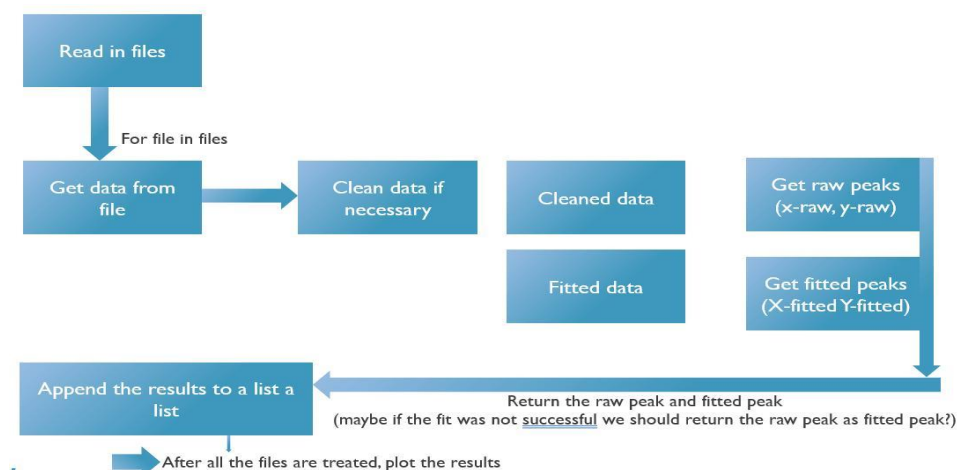 Read in files
For file in files
Get data from
file
Clean data if
necessary
Cleaned data
Get raw peaks
(x-raw, y-raw)
Fitted data
Get fitted peaks
(X-fitted Y-fitted)
Append the results to a list a
list
Return the raw peak and fitted peak
(maybe if the fit was not successful we should return the raw peak as fitted peak?)
After all the files are treated, plot the results